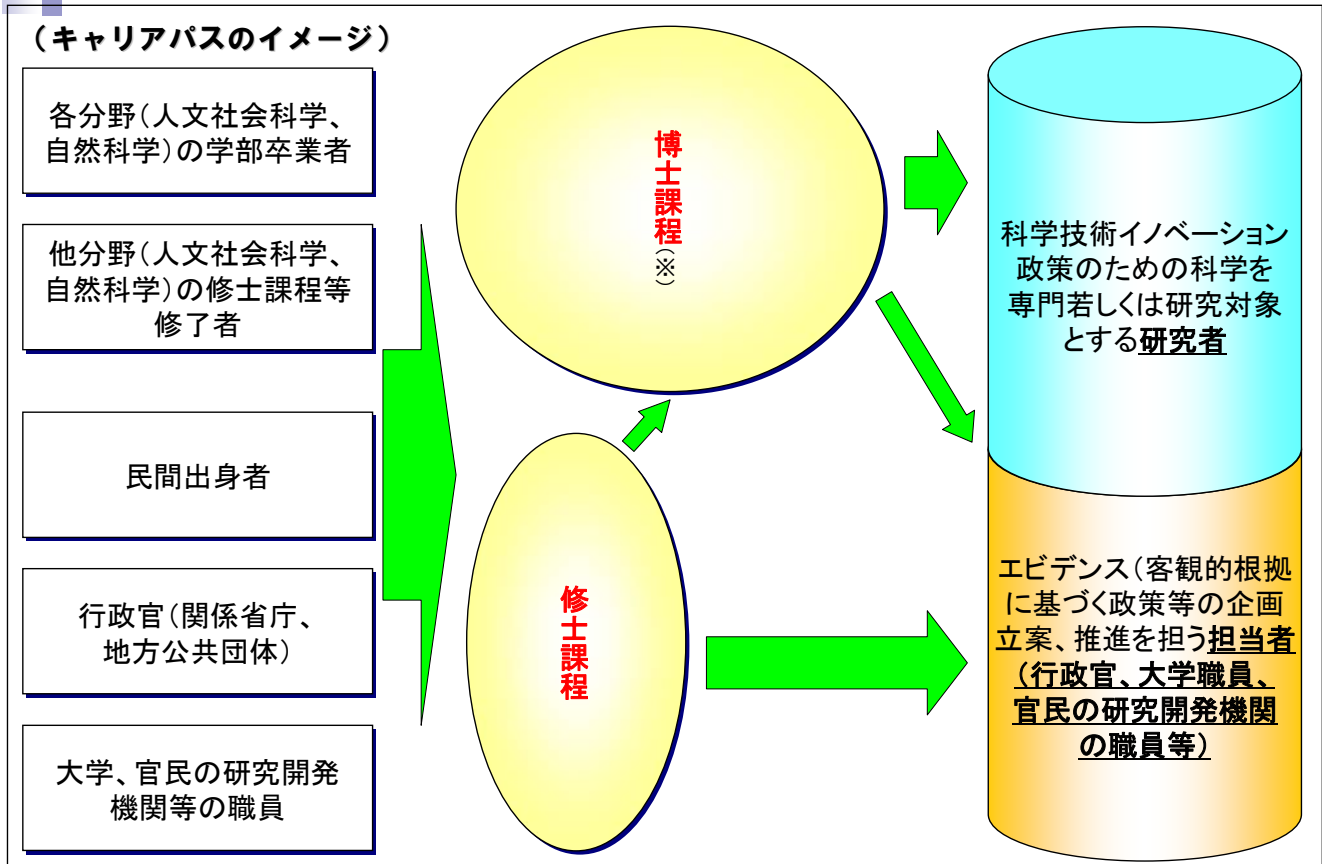 （キャリアパスのイメージ）
各分野（人文社会科学、
自然科学）の学部卒業者
他分野（人文社会科学、
自然科学）の修士課程等
修了者
民間出身者
行政官（関係省庁、
地方公共団体）
大学、官民の研究開発
機関等の職員
博士課程（※）
修士課程
科学技術イノベーション
政策のための科学を
専門若しくは研究対象
とする研究者
エビデンス（客観的根拠
に基づく政策等の企画
立案、推進を担う担当者
（行政官、大学職員、
官民の研究開発機関
の職員等）